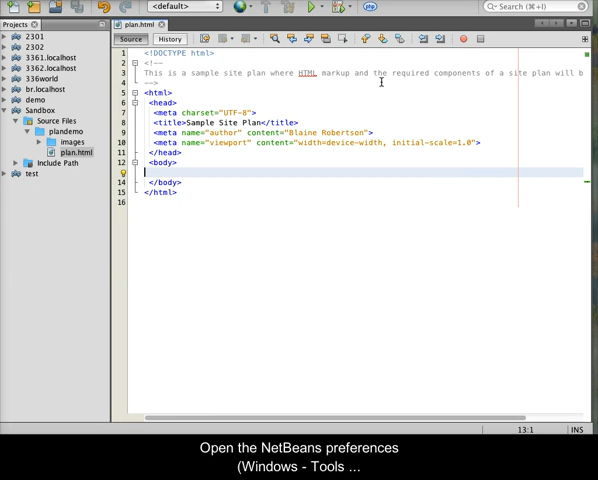 <default>
Search (⌘+I)
Projects
plan.html
2301
2302
3361.localhost
3362.localhost
336world
br.localhost
demo
Sandbox
Source Files
plandemo
images
plan.html
Include Path
test
Source History
1 <!DOCTYPE html>
2 <!--
3 This is a sample site plan where HTML markup and the required components of a site plan will b
4 -->
5 <html>
6 <head>
7 <meta charset="UTF-8">
8 <title>Sample Site Plan</title>
9 <meta name="author" content="Blaine Robertson">
10 <meta name="viewport" content="width=device-width, initial-scale=1.0">
11 </head>
12 <body>
14 </body>
15 </html>
16
13:1 INS
Open the NetBeans preferences
(Windows - Tools ...